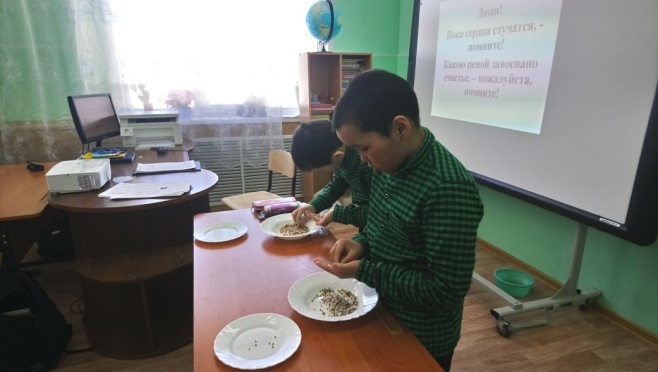 Люди!
Пока сердца стучатся, -
помните!
Какою ценой завоевано
счастье, - пожалуйста,
помните!